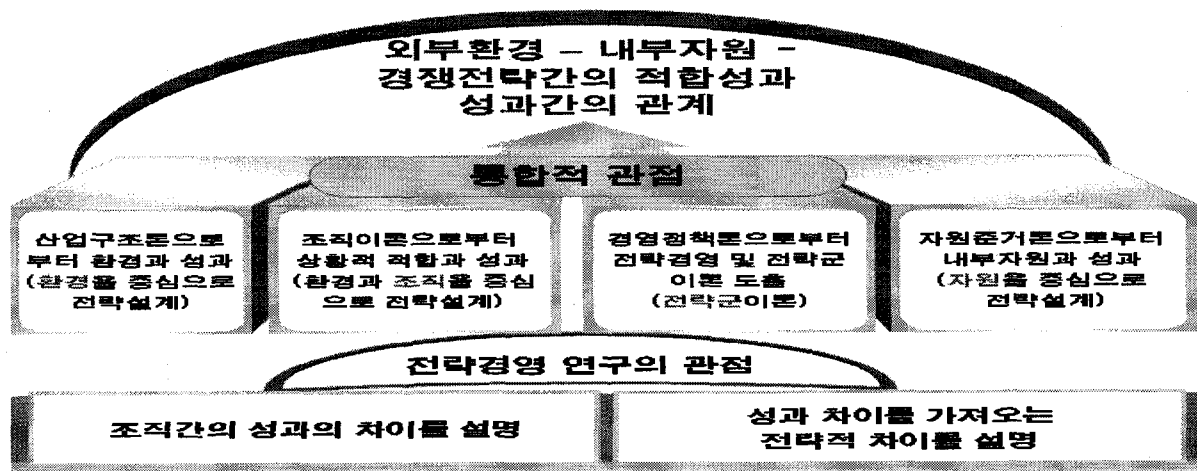 외부환경 – 내부자원 -
경쟁전략간의 적합성과
성과간의 관계
통합적 관점
산업구조론으로
부터 환경과 성과
(환경을 중심으로
전략설계)
조직이론으로부터
상황적 적합과 성과
(환경과 조직을 중심
으로 전략설계)
경영정책론으로부터
전략경영 및 전략군
이론 도출
(전략군이론)
자원준거론으로부터
내부자원과 성과
(자원을 중심으로
전략설계)
전략경영 연구의 관점
조직간의 성과의 차이를 설명
성과 차이를 가져오는
전략적 차이를 설명